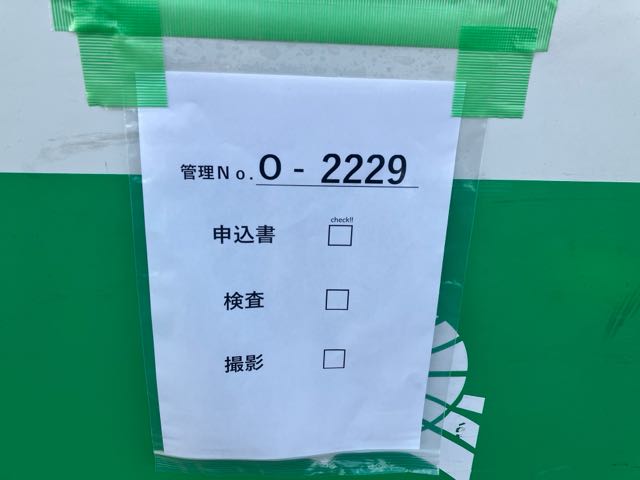 管理No. O - 2229
check!!
申込書 □
検査 □
撮影 □